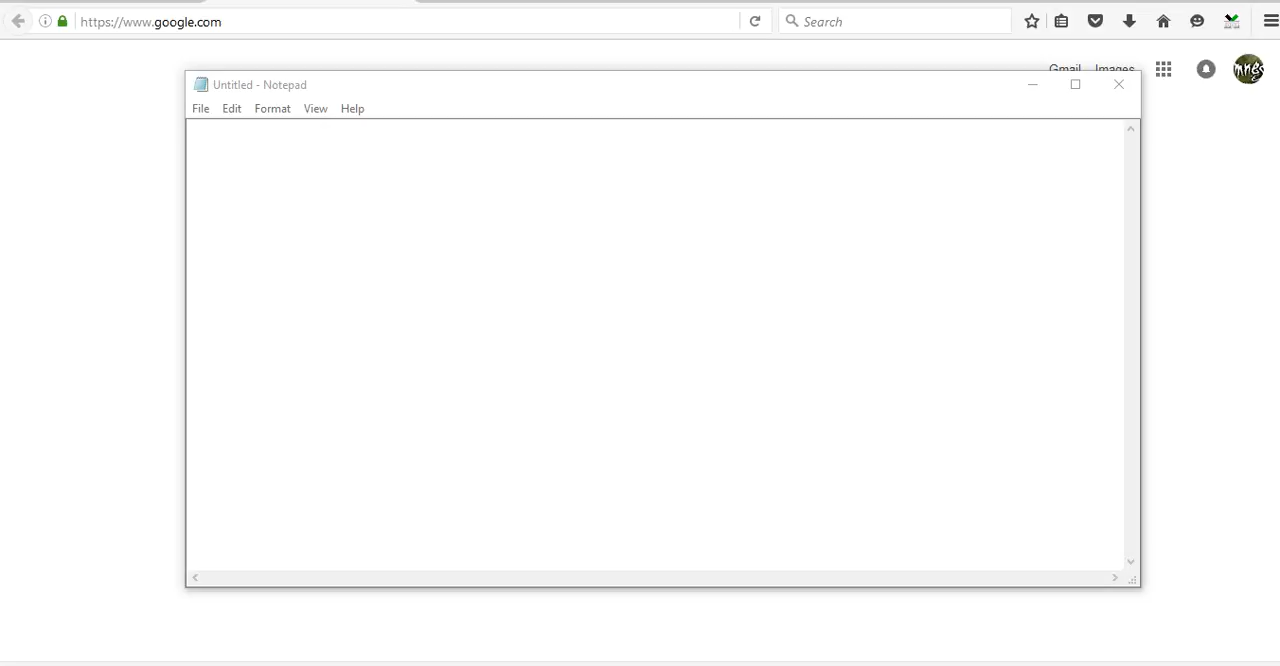 https://www.google.com
Search
Gmail Images
Untitled - Notepad
File Edit Format View Help